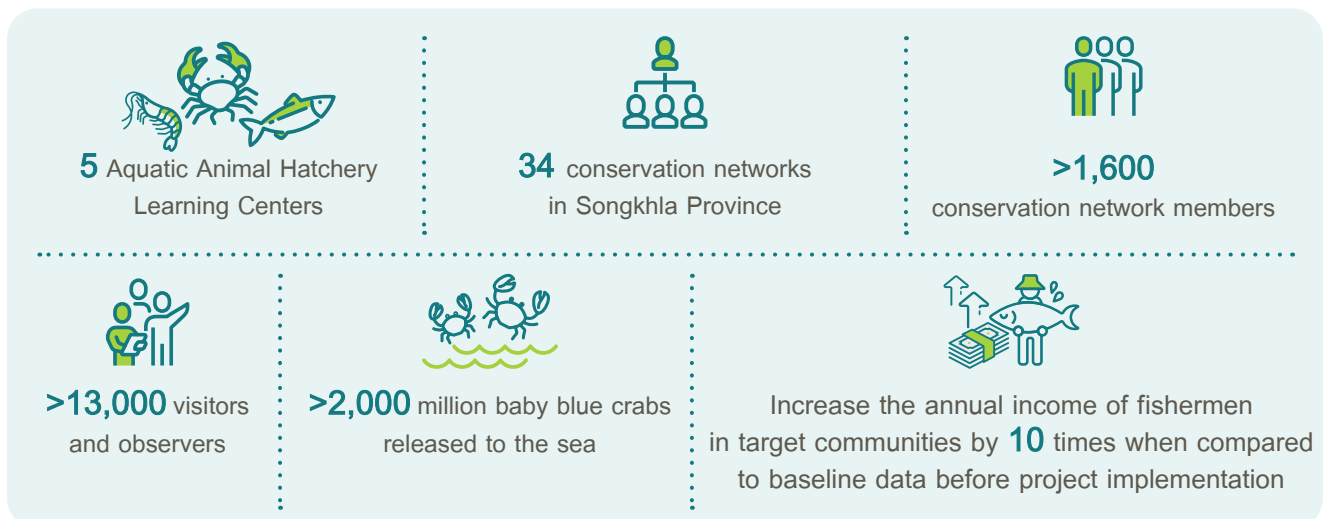 5 Aquatic Animal Hatchery
Learning Centers
34 conservation networks
in Songkhla Province
>1,600
conservation network members
>13,000 visitors
and observers
>2,000 million baby blue crabs
released to the sea
Increase the annual income of fishermen
in target communities by 10 times when compared
to baseline data before project implementation